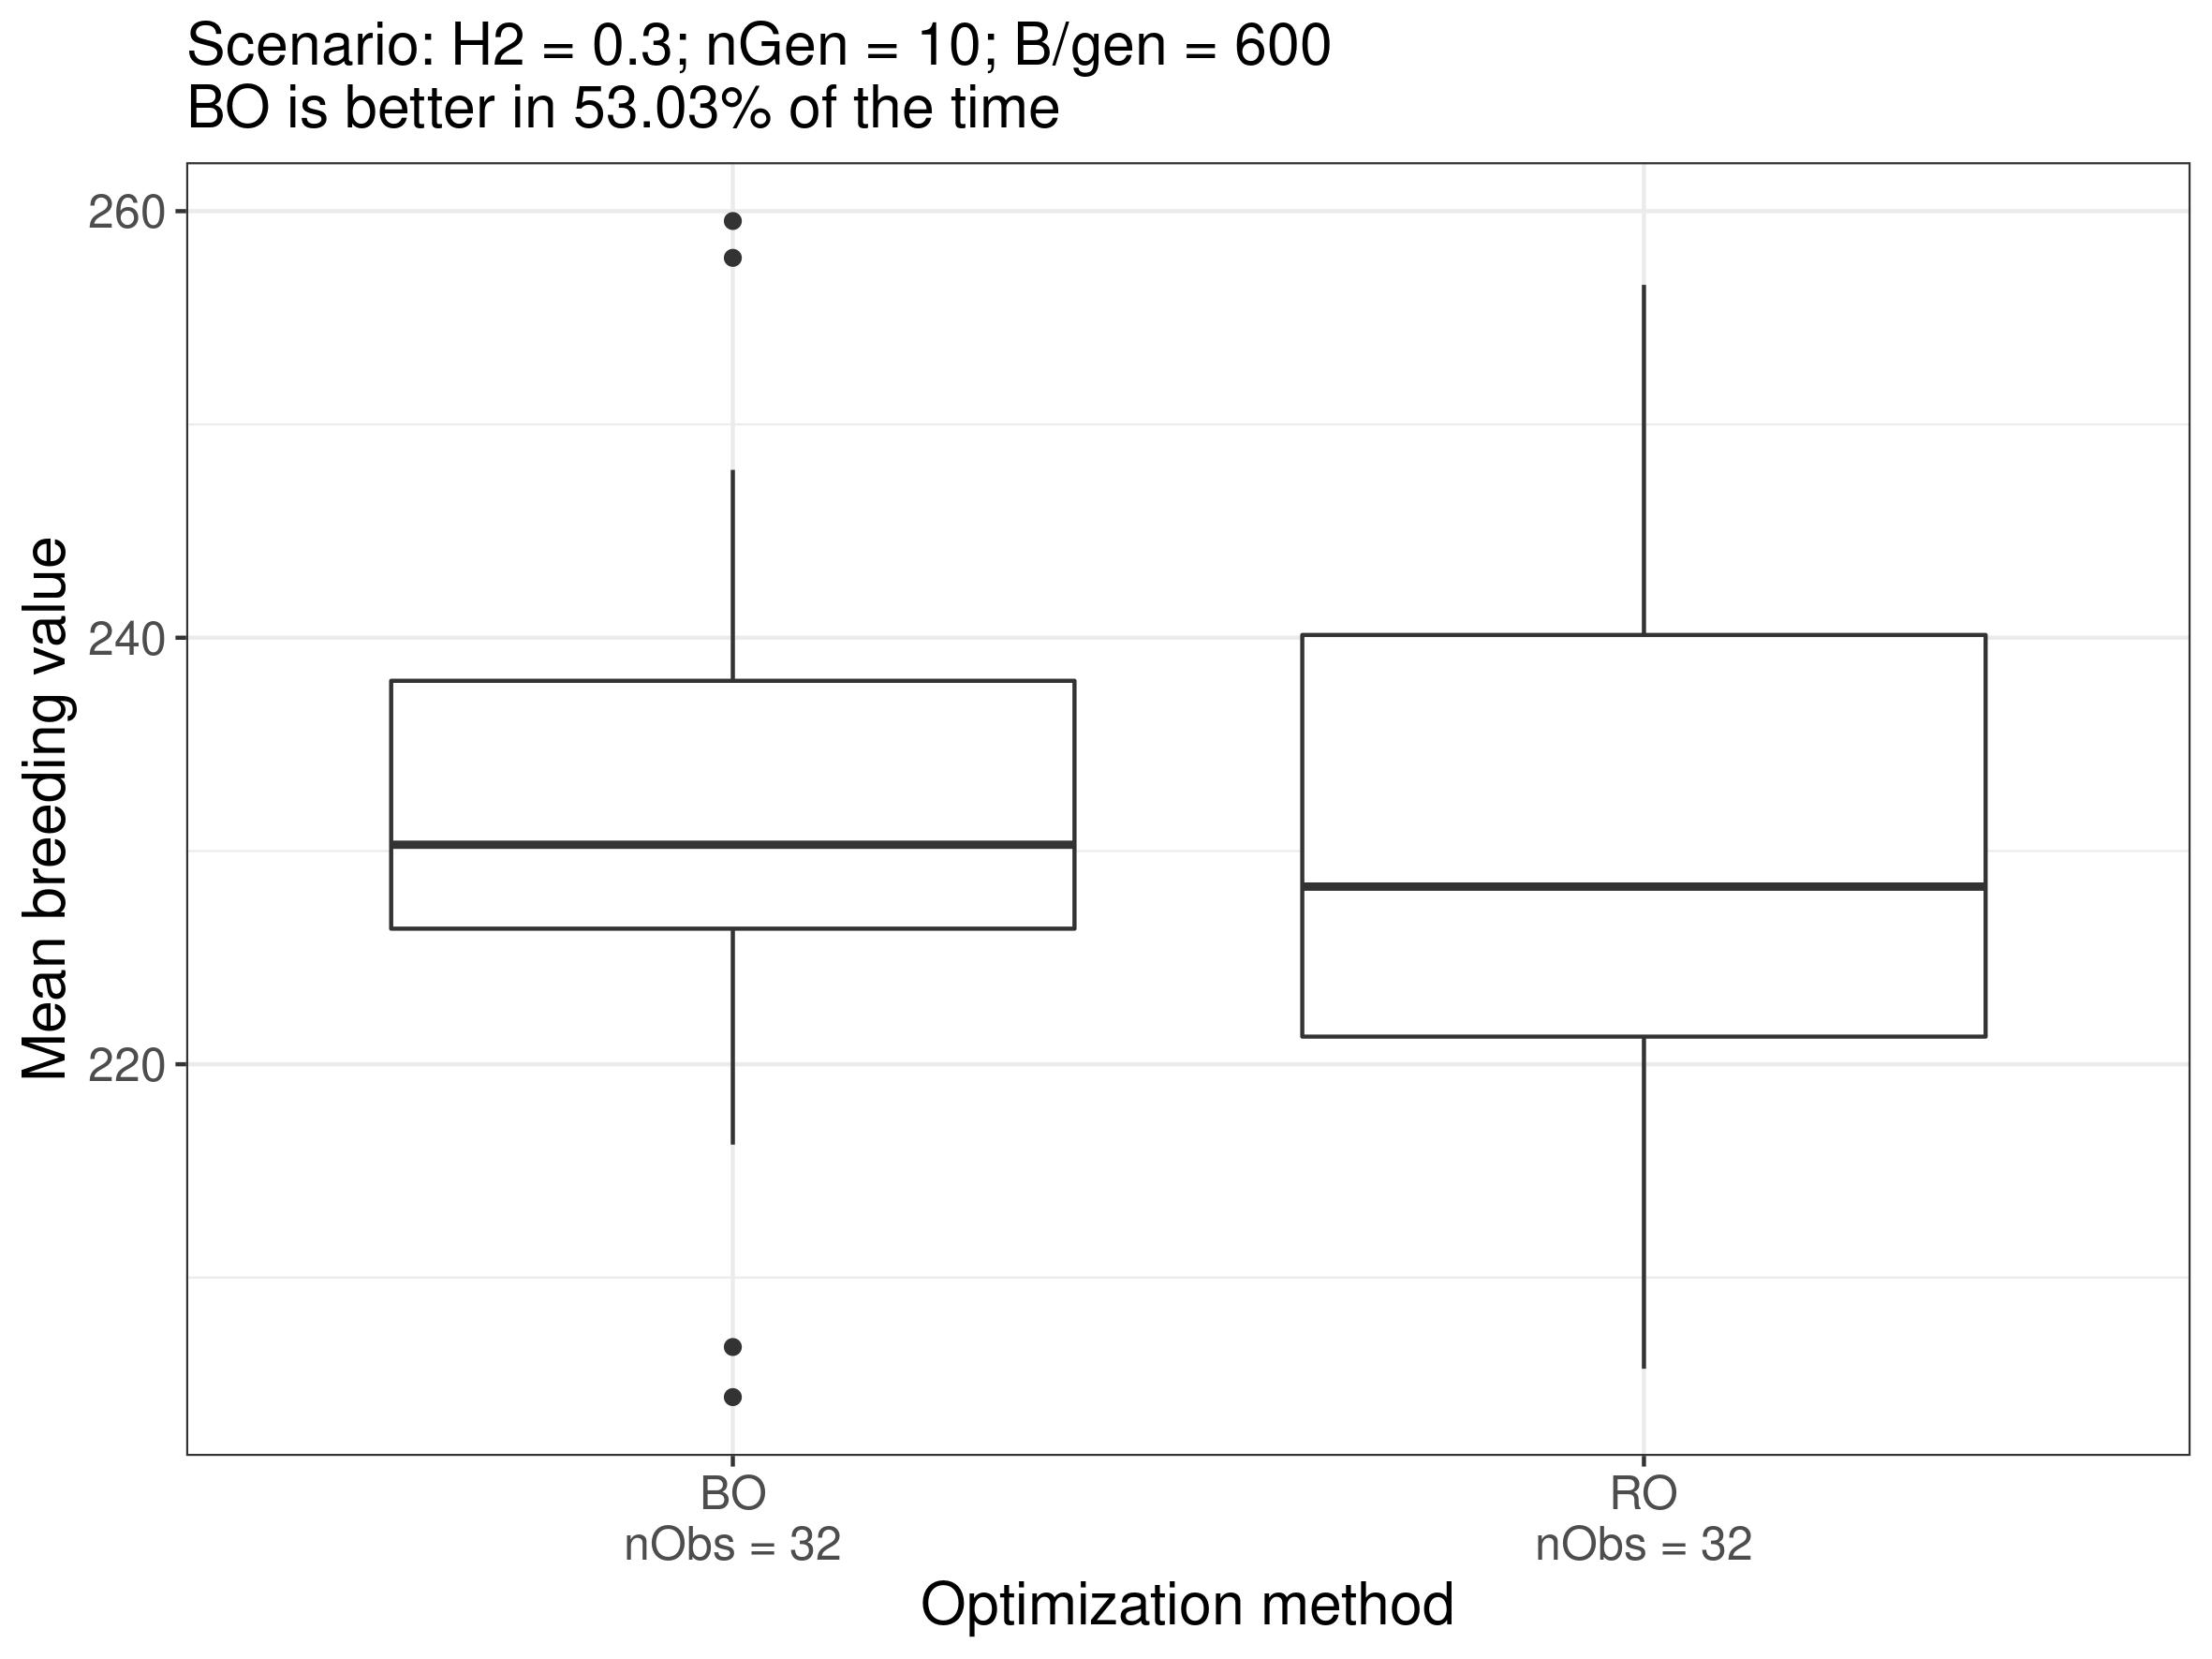 Scenario: H2 = 0.3; nGen = 10; B/gen = 600
BO is better in 53.03% of the time
Mean breeding value
260
240
220
BO
nObs = 32
RO
nObs = 32
Optimization method